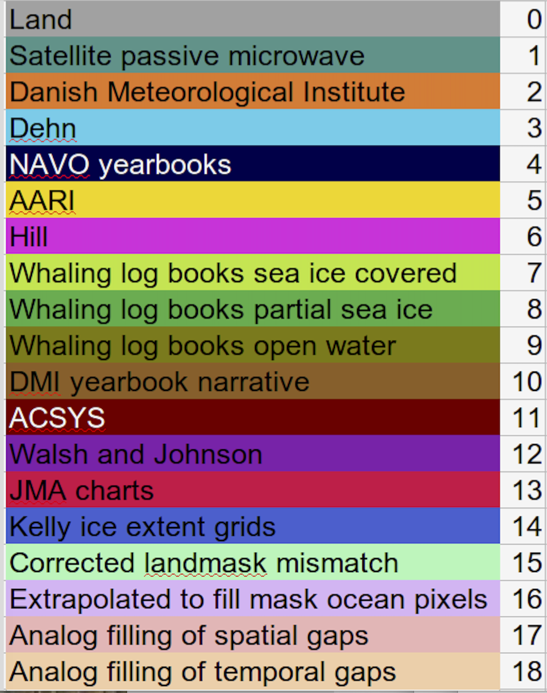 Land 0
Satellite passive microwave 1
Danish Meteorological Institute 2
Dehn 3
NAVO yearbooks 4
AARI 5
Hill 6
Whaling log books sea ice covered 7
Whaling log books partial sea ice 8
Whaling log books open water 9
DMI yearbook narrative 10
ACSYS 11
Walsh and Johnson 12
JMA charts 13
Kelly ice extent grids 14
Corrected landmask mismatch 15
Extrapolated to fill mask ocean pixels 16
Analog filling of spatial gaps 17
Analog filling of temporal gaps 18